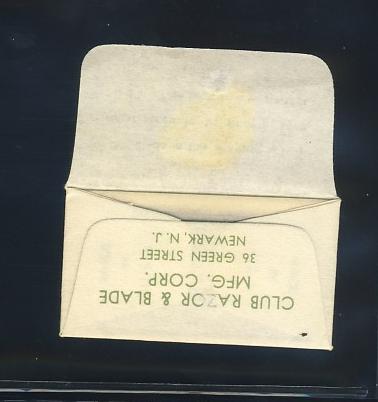 CLUB RAZOR & BLADE
MFG. CORP.
36 GREEN STREET
NEWARK, N. J.